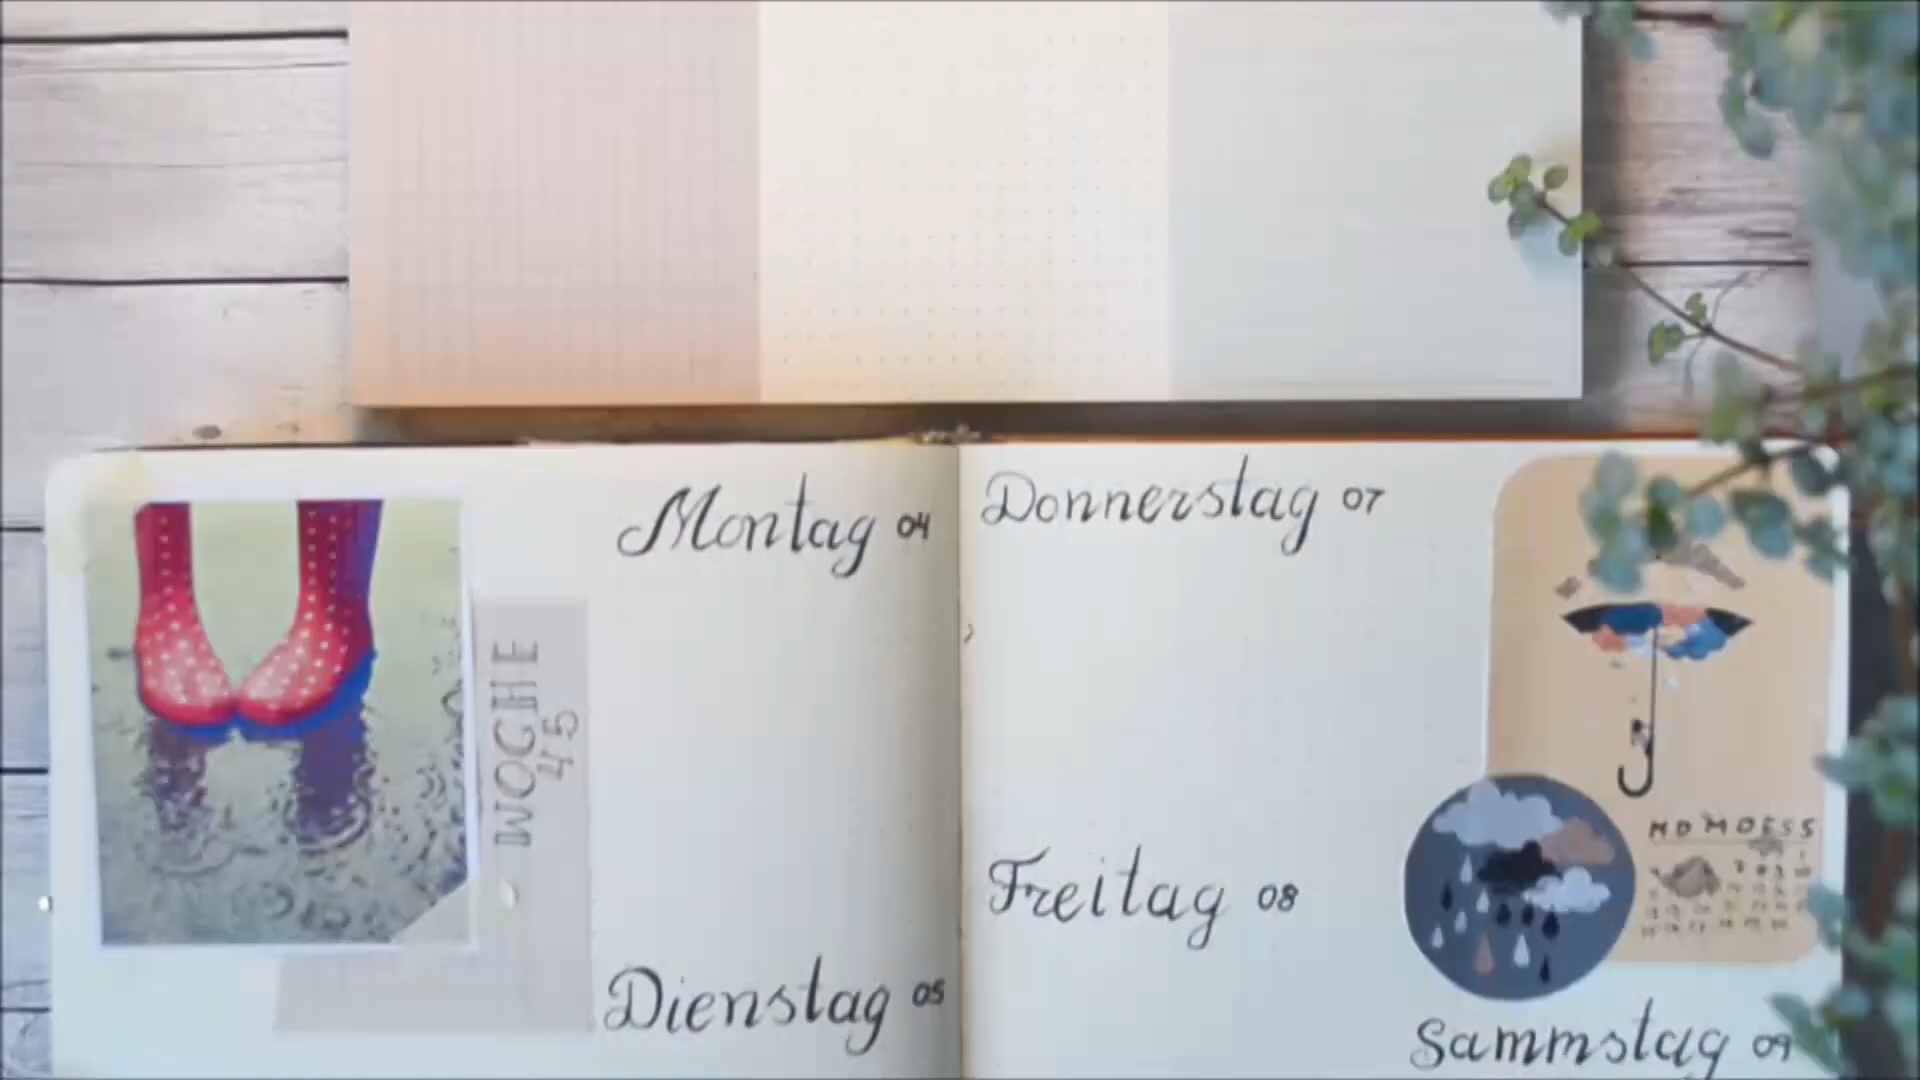 Montag 04
WOCHE
45
Dienstag 05
Donnerstag 07
Freitag 08
M D M D F S S
Sammstag 09